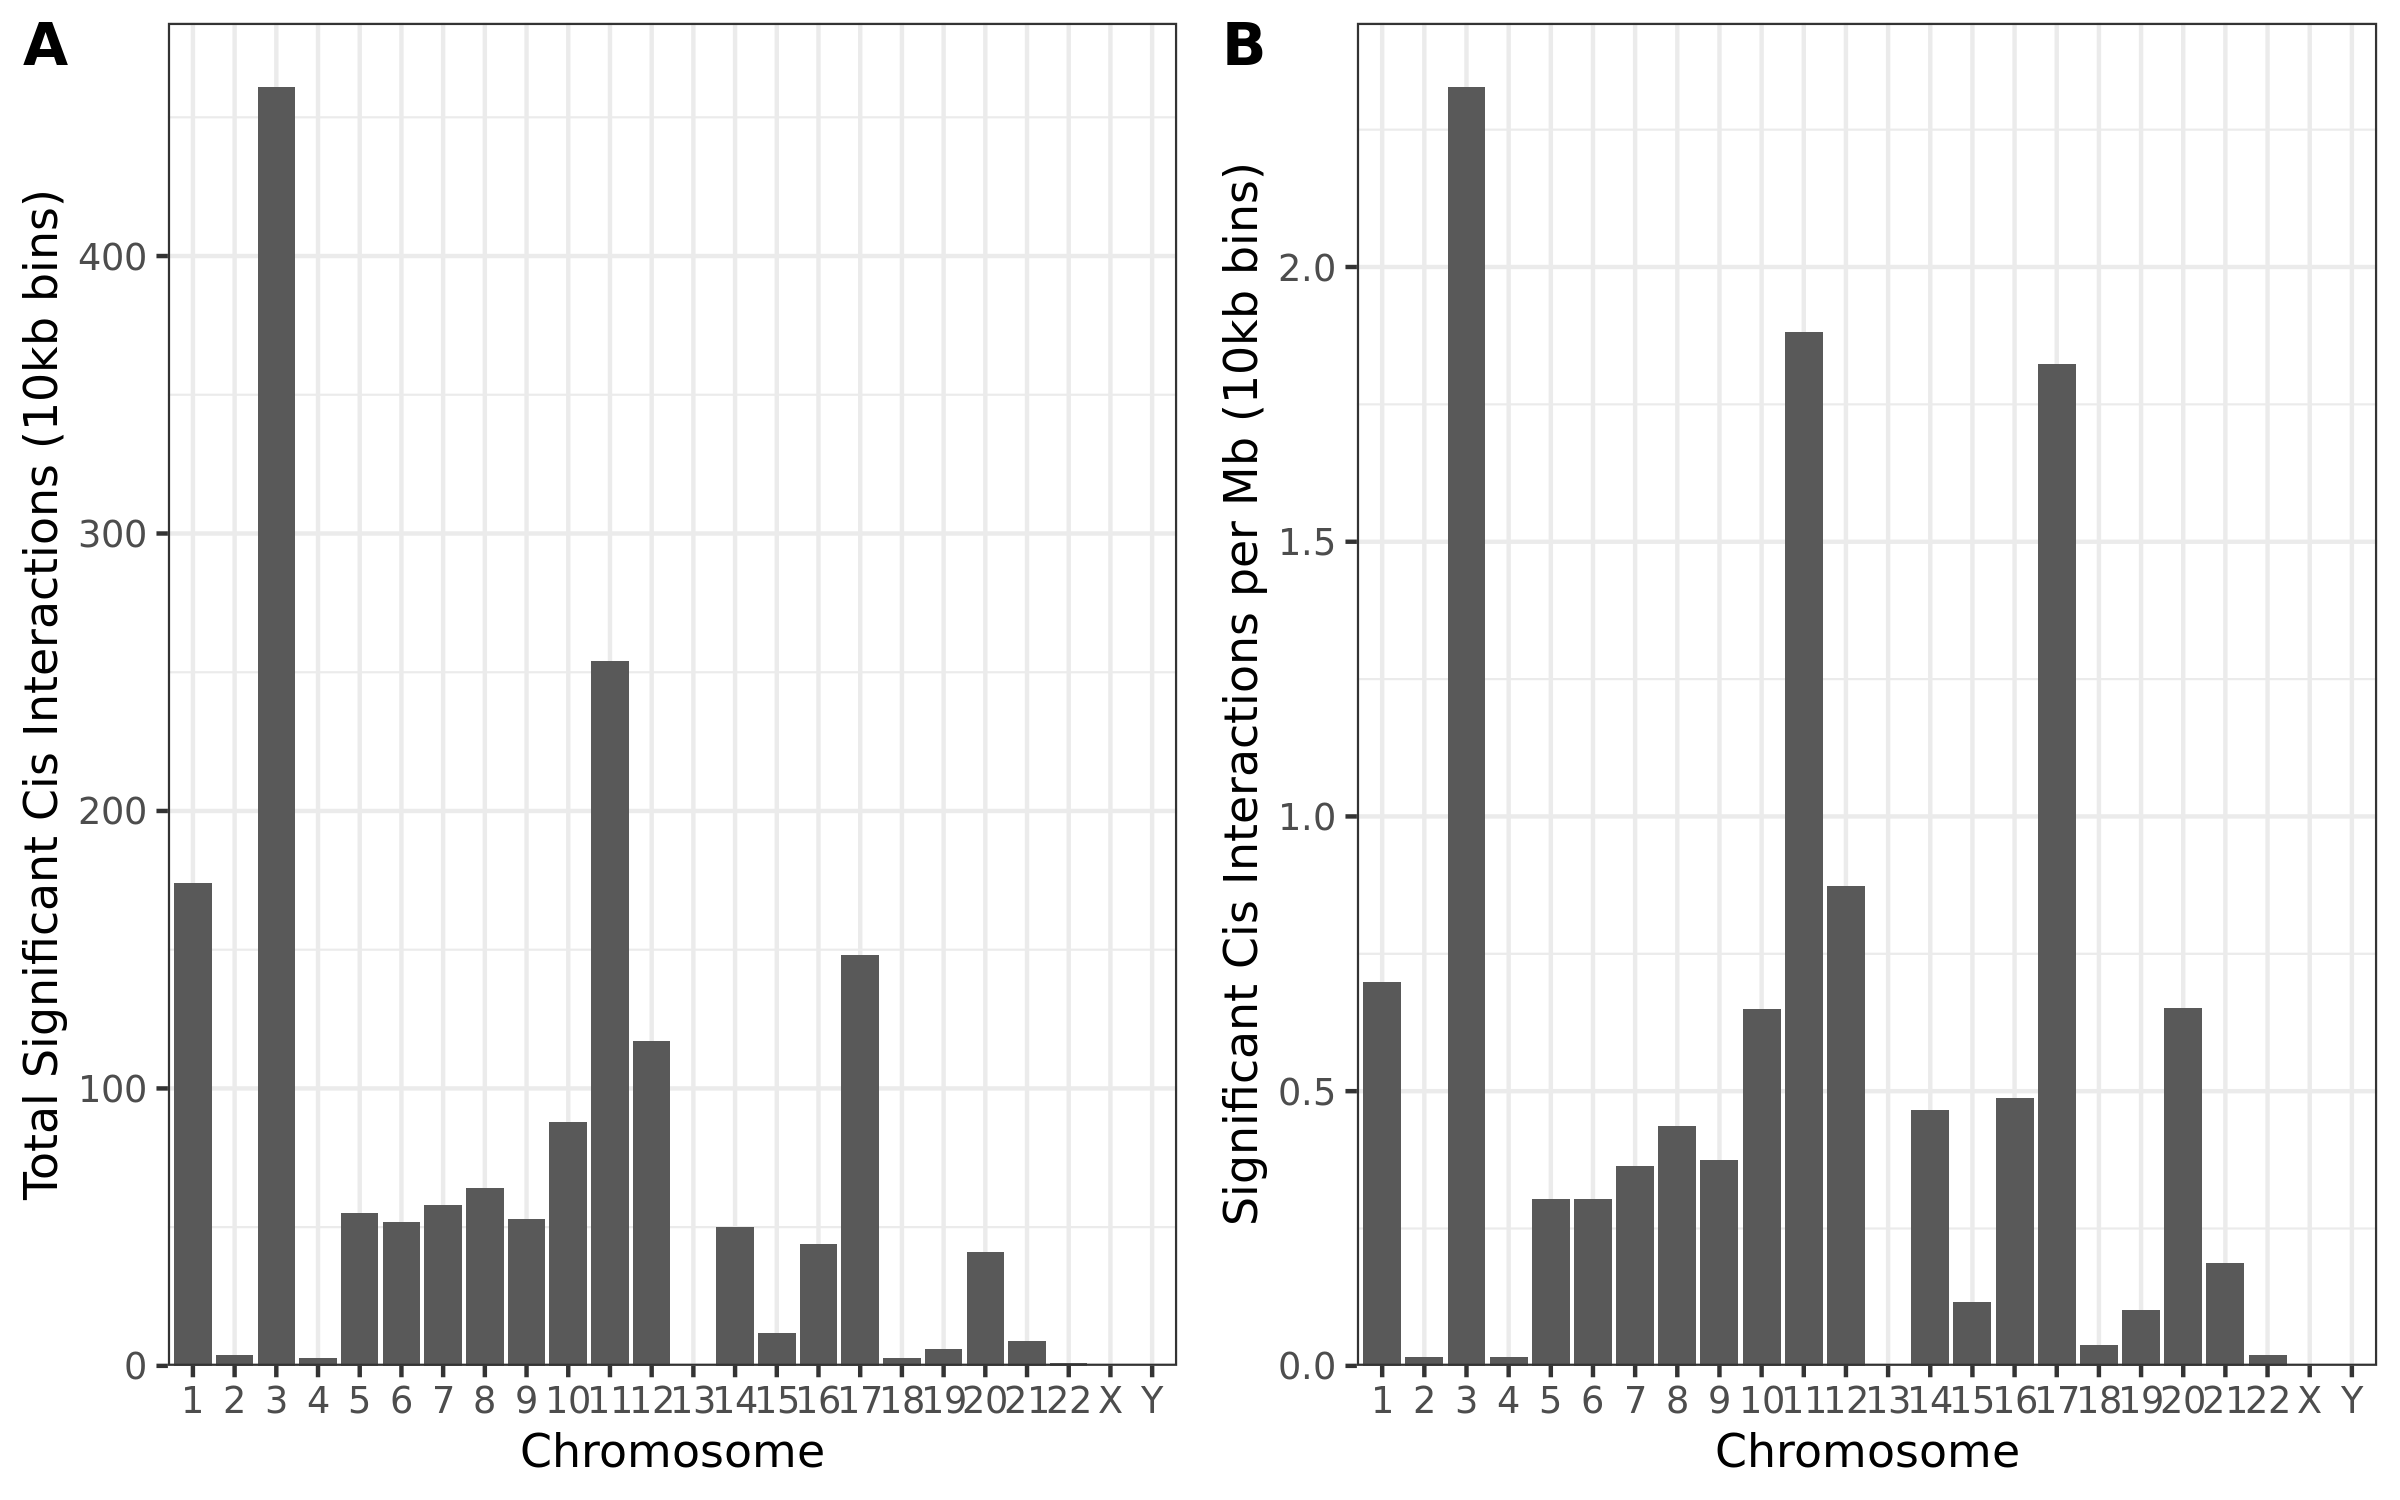 A
Total Significant Cis Interactions (10kb bins)
400
300
200
100
0
1 2 3 4 5 6 7 8 9 10 11 12 13 14 15 16 17 18 19 20 21 22 X Y
Chromosome
B
Significant Cis Interactions per Mb (10kb bins)
2.0
1.5
1.0
0.5
0.0
1 2 3 4 5 6 7 8 9 10 11 12 13 14 15 16 17 18 19 20 21 22 X Y
Chromosome